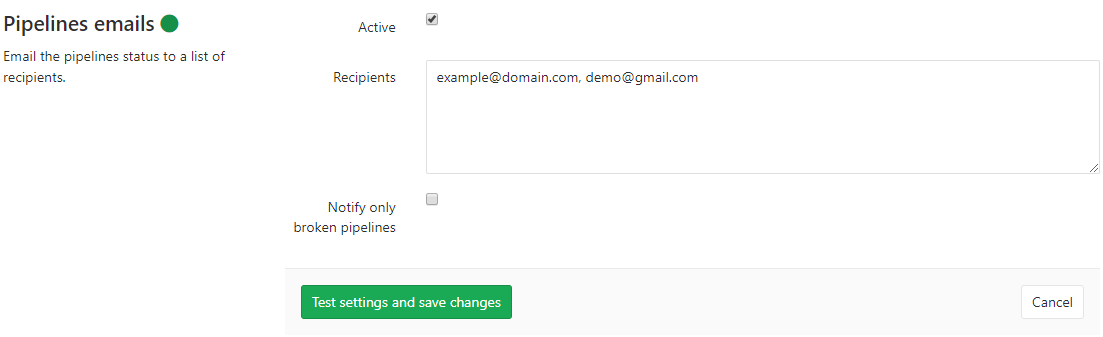 Pipelines emails
Email the pipelines status to a list of
recipients.
Active
Recipients
example@domain.com, demo@gmail.com
Notify only
broken pipelines
Test settings and save changes
Cancel